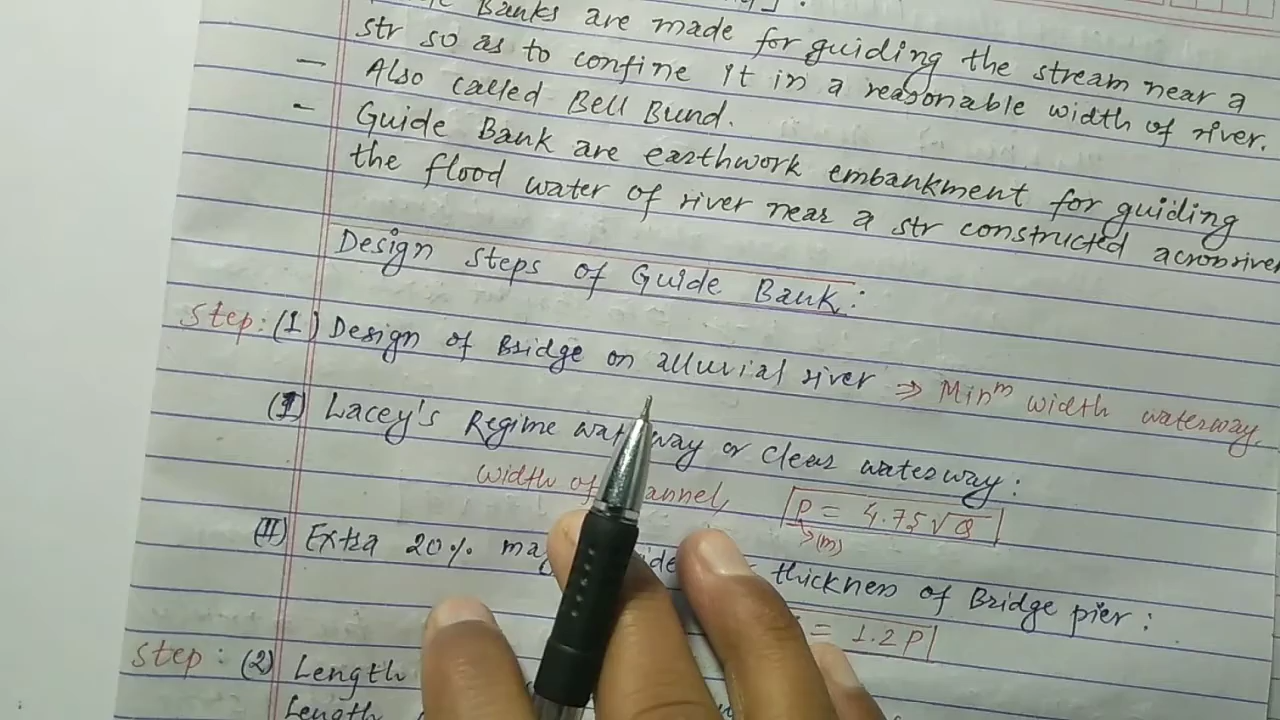 Banks are made for guiding the stream near a
str so as to confine it in a reasonable width of river.
- Also called Bell Bund.
- Guide Bank are earthwork embankment for guiding
the flood water of river near a str constructed across river
Design steps of Guide Bank:
Step: (1) Design of Bridge on alluvial river ⇒ Minᵐ width waterway
(I) Lacey's Regime waterway or Clear waterway:
width of channel, P = 4.75√Q
(m)
(II) Extra 20% thickness of Bridge pier:
= 1.2 P
Step: (2) Length
Length